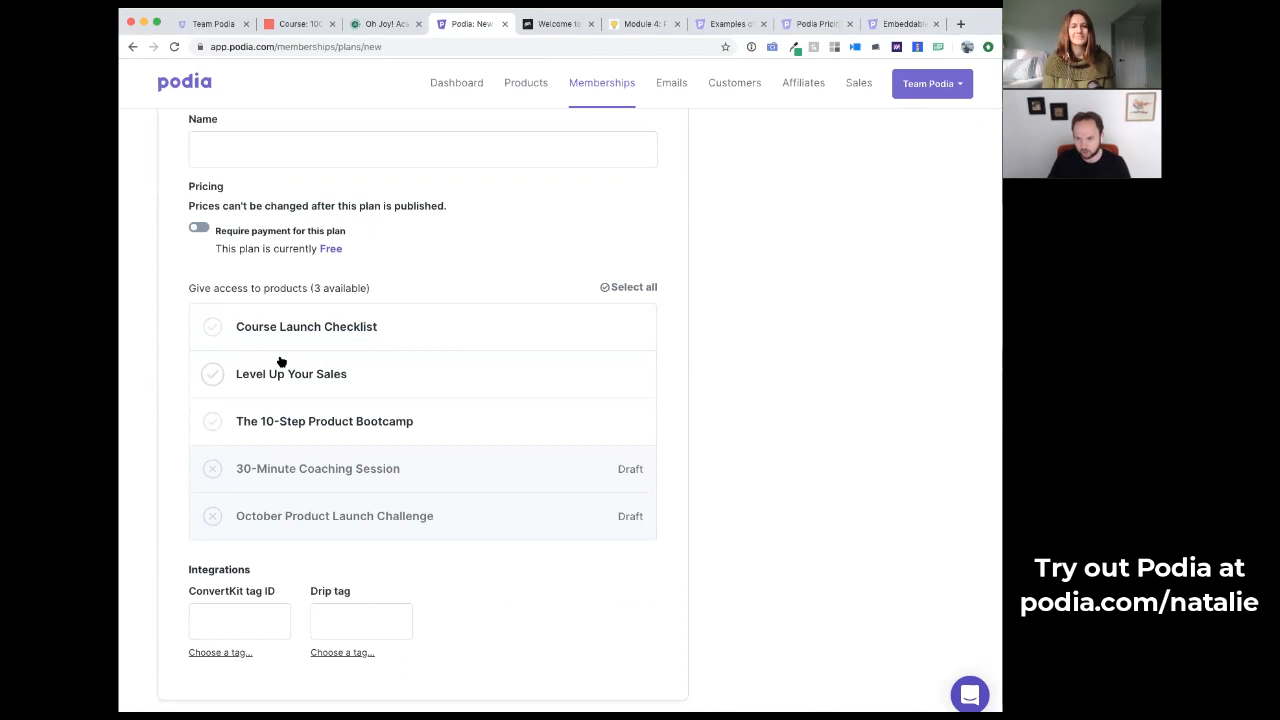 Team Podia
Course: 10
Oh Joy! Aca
Podia: New
Welcome to
Module 4: F
Examples o
Podia Pricin
Embeddable
app.podia.com/memberships/plans/new
podia
Dashboard
Products
Memberships
Emails
Customers
Affiliates
Sales
Team Podia
Name
Pricing
Prices can't be changed after this plan is published.
Require payment for this plan
This plan is currently Free
Give access to products (3 available)
Select all
Course Launch Checklist
Level Up Your Sales
The 10-Step Product Bootcamp
30-Minute Coaching Session
Draft
October Product Launch Challenge
Draft
Integrations
ConvertKit tag ID
Drip tag
Choose a tag...
Choose a tag...
Try out Podia at
podia.com/natalie